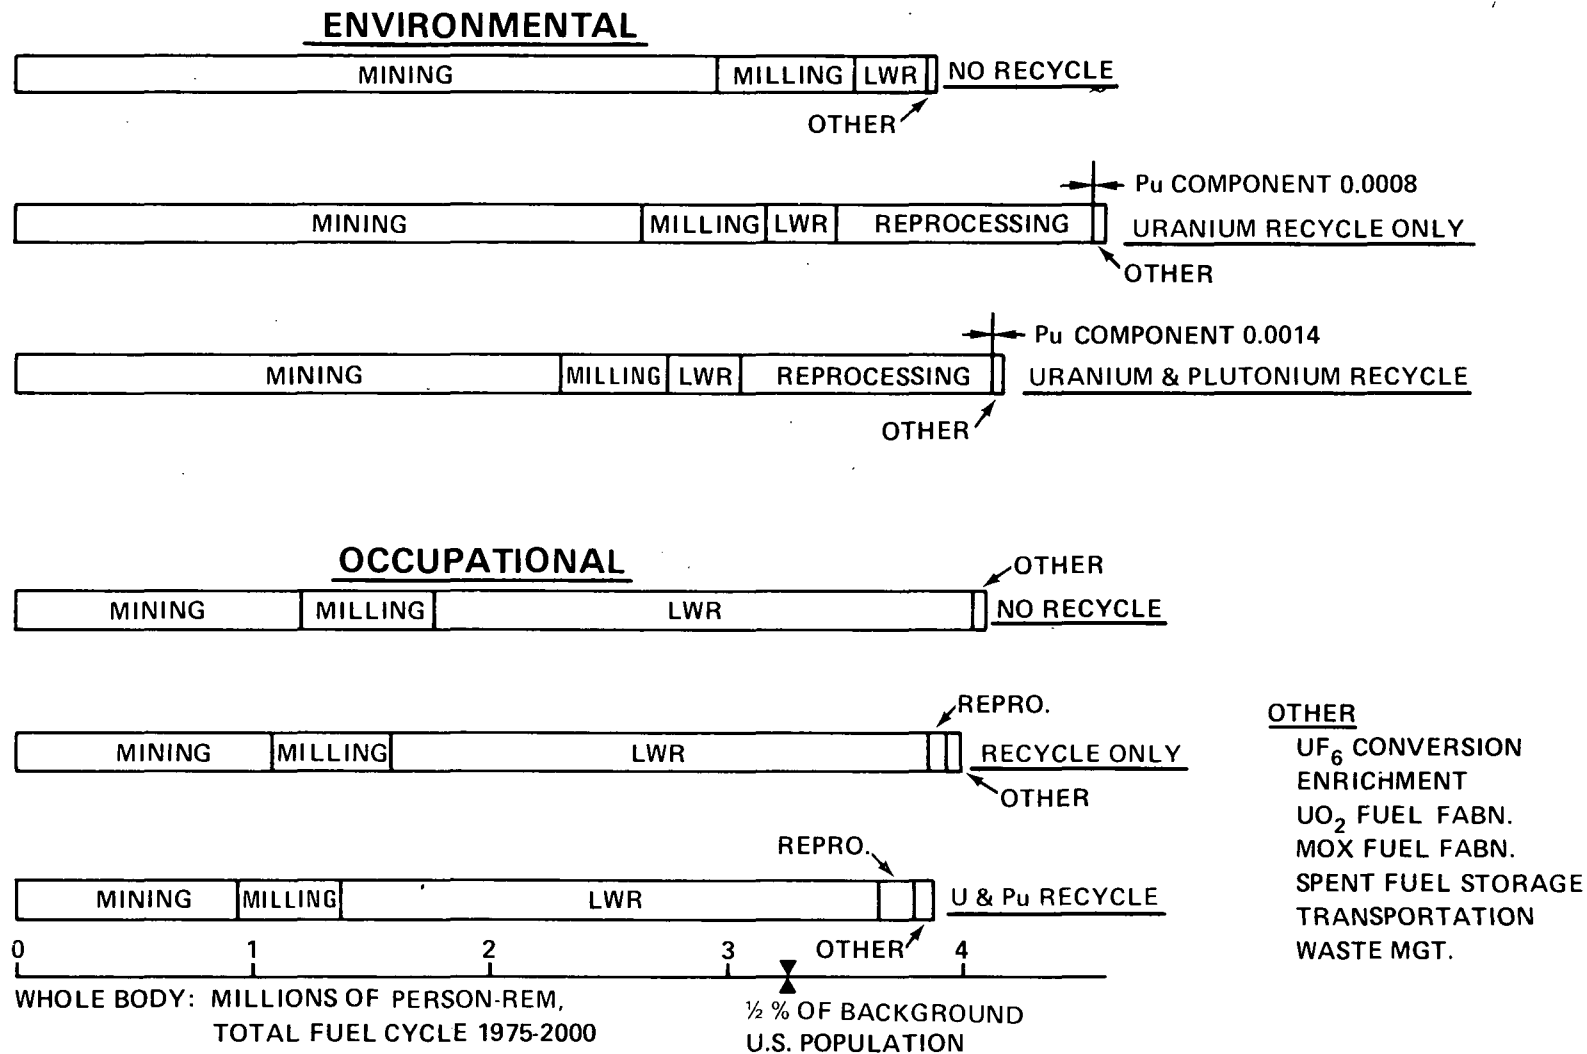 ENVIRONMENTAL
MINING MILLING LWR NO RECYCLE
OTHER
Pu COMPONENT 0.0008
MINING MILLING LWR REPROCESSING URANIUM RECYCLE ONLY
OTHER
Pu COMPONENT 0.0014
MINING MILLING LWR REPROCESSING URANIUM & PLUTONIUM RECYCLE
OTHER
OCCUPATIONAL
OTHER
MINING MILLING LWR NO RECYCLE
REPRO.
MINING MILLING LWR RECYCLE ONLY
OTHER
REPRO.
MINING MILLING LWR U & Pu RECYCLE
OTHER
0 1 2 3 4
WHOLE BODY: MILLIONS OF PERSON-REM,
TOTAL FUEL CYCLE 1975-2000
½ % OF BACKGROUND
U.S. POPULATION
OTHER
UF₆ CONVERSION
ENRICHMENT
UO₂ FUEL FABN.
MOX FUEL FABN.
SPENT FUEL STORAGE
TRANSPORTATION
WASTE MGT.